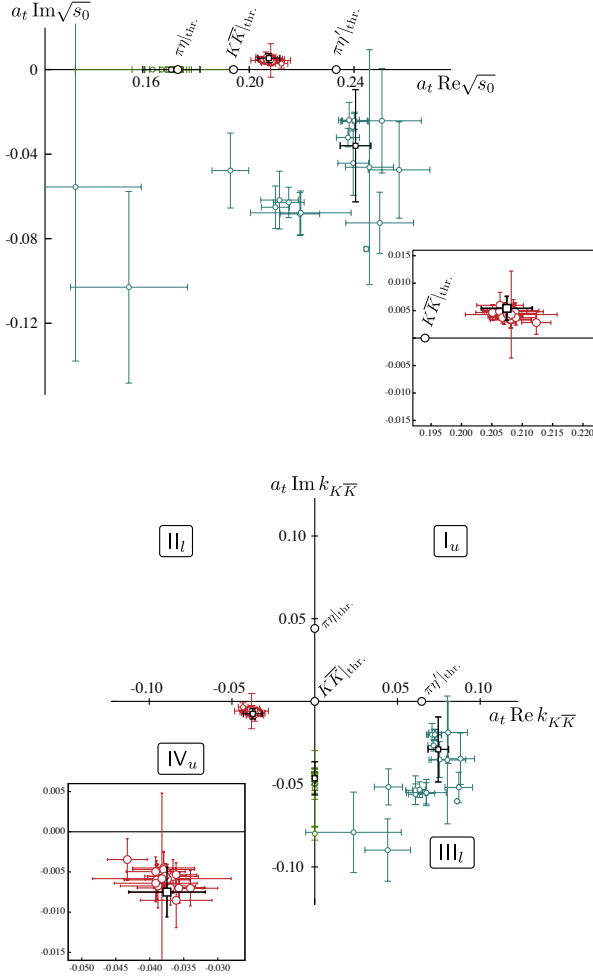 a_t Im√s_0
πη|thr.
K\overline{K}|thr.
πη′|thr.
0
0.16
0.20
0.24
a_t Re√s_0
-0.04
-0.08
-0.12
0.015
0.010
0.005
0.000
-0.005
-0.010
-0.015
K\overline{K}|thr.
0.195 0.200 0.205 0.210 0.215 0.220
a_t Im k_{K\overline{K}}
II_l
I_u
0.10
0.05
πη|thr.
K\overline{K}|thr.
πη′|thr.
-0.10 -0.05 0.05 0.10
a_t Re k_{K\overline{K}}
IV_u
-0.05
III_l
-0.10
0.005
0.000
-0.005
-0.010
-0.015
-0.050 -0.045 -0.040 -0.035 -0.030